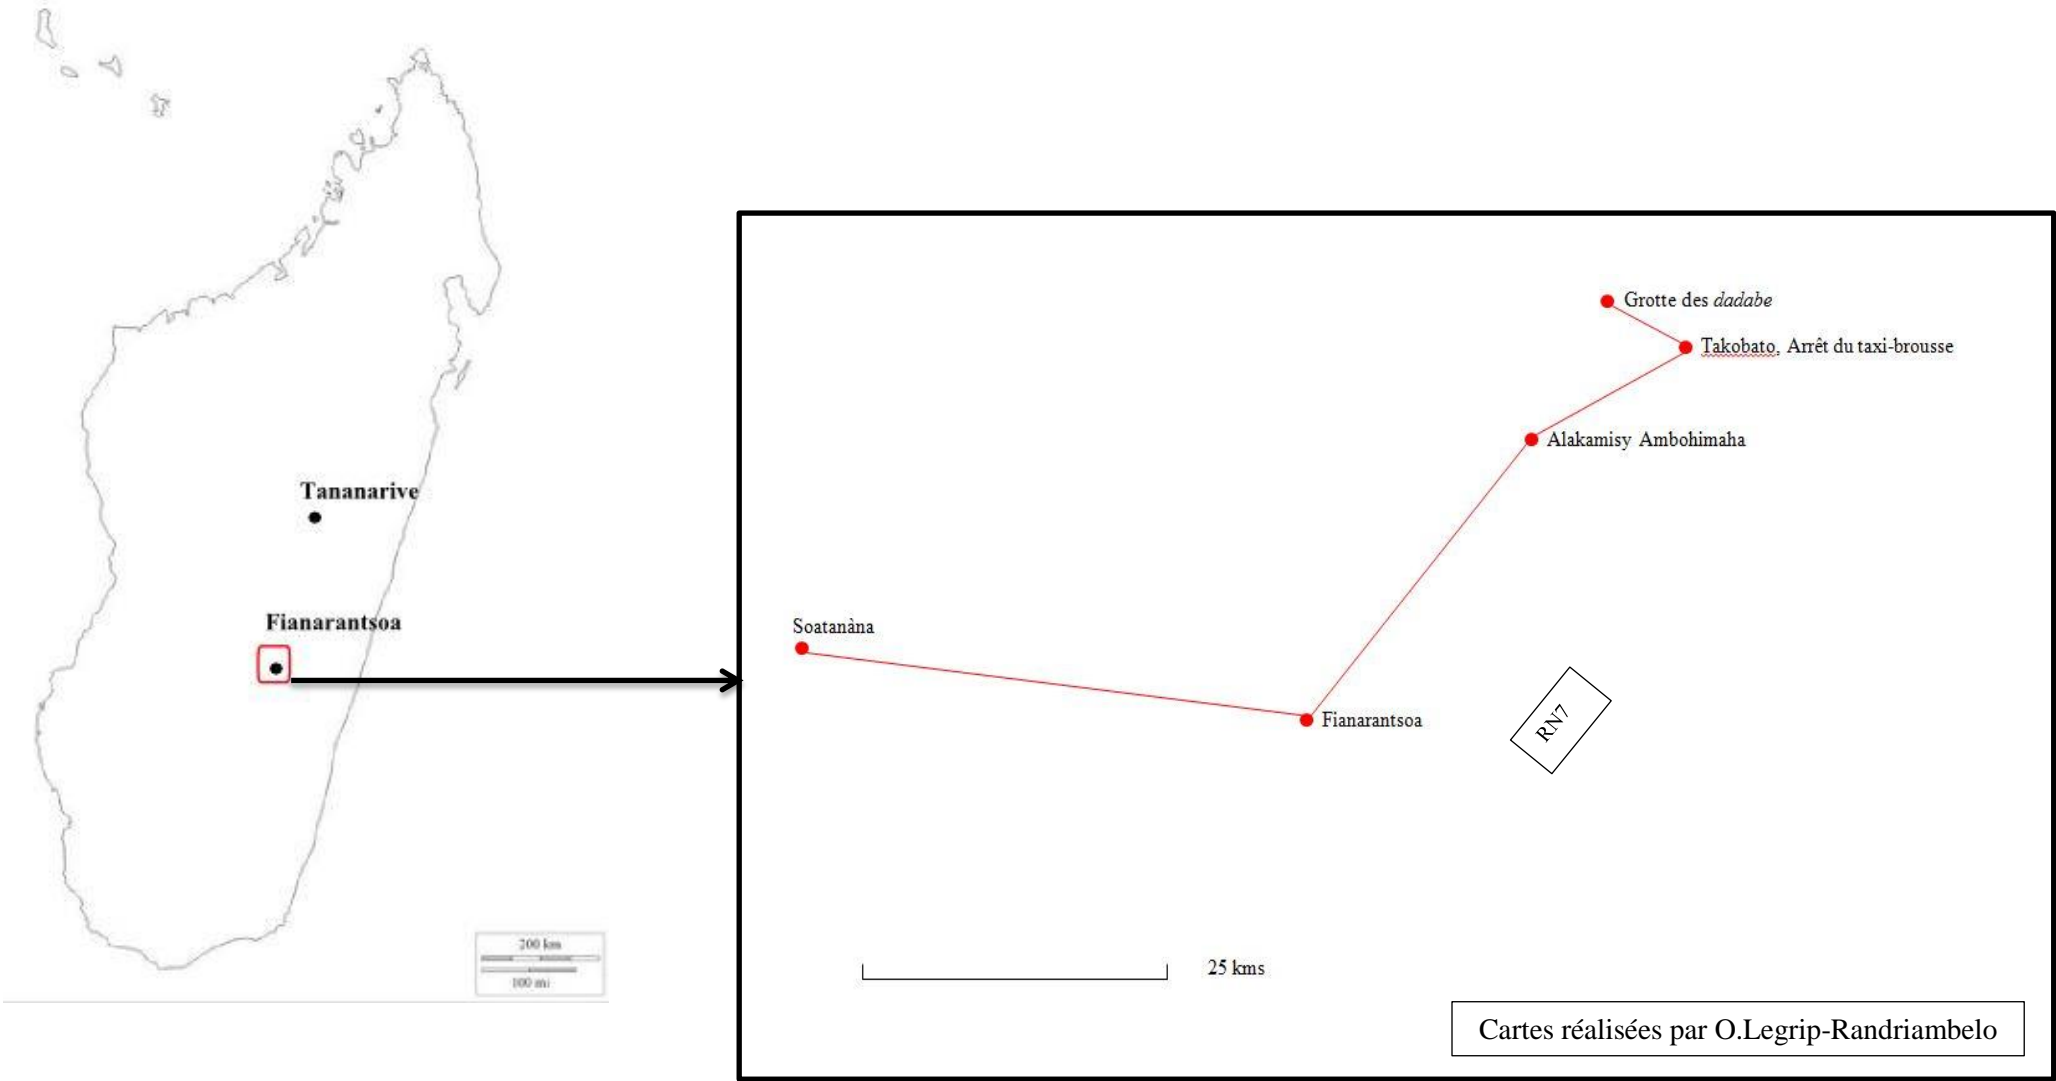 Tananarive
Fianarantsoa
200 km
100 mi
Grotte des dadabe
Takobato, Arrêt du taxi-brousse
Alakamisy Ambohimaha
Soatanàna
Fianarantsoa
RN7
25 kms
Cartes réalisées par O.Legrip-Randriambelo